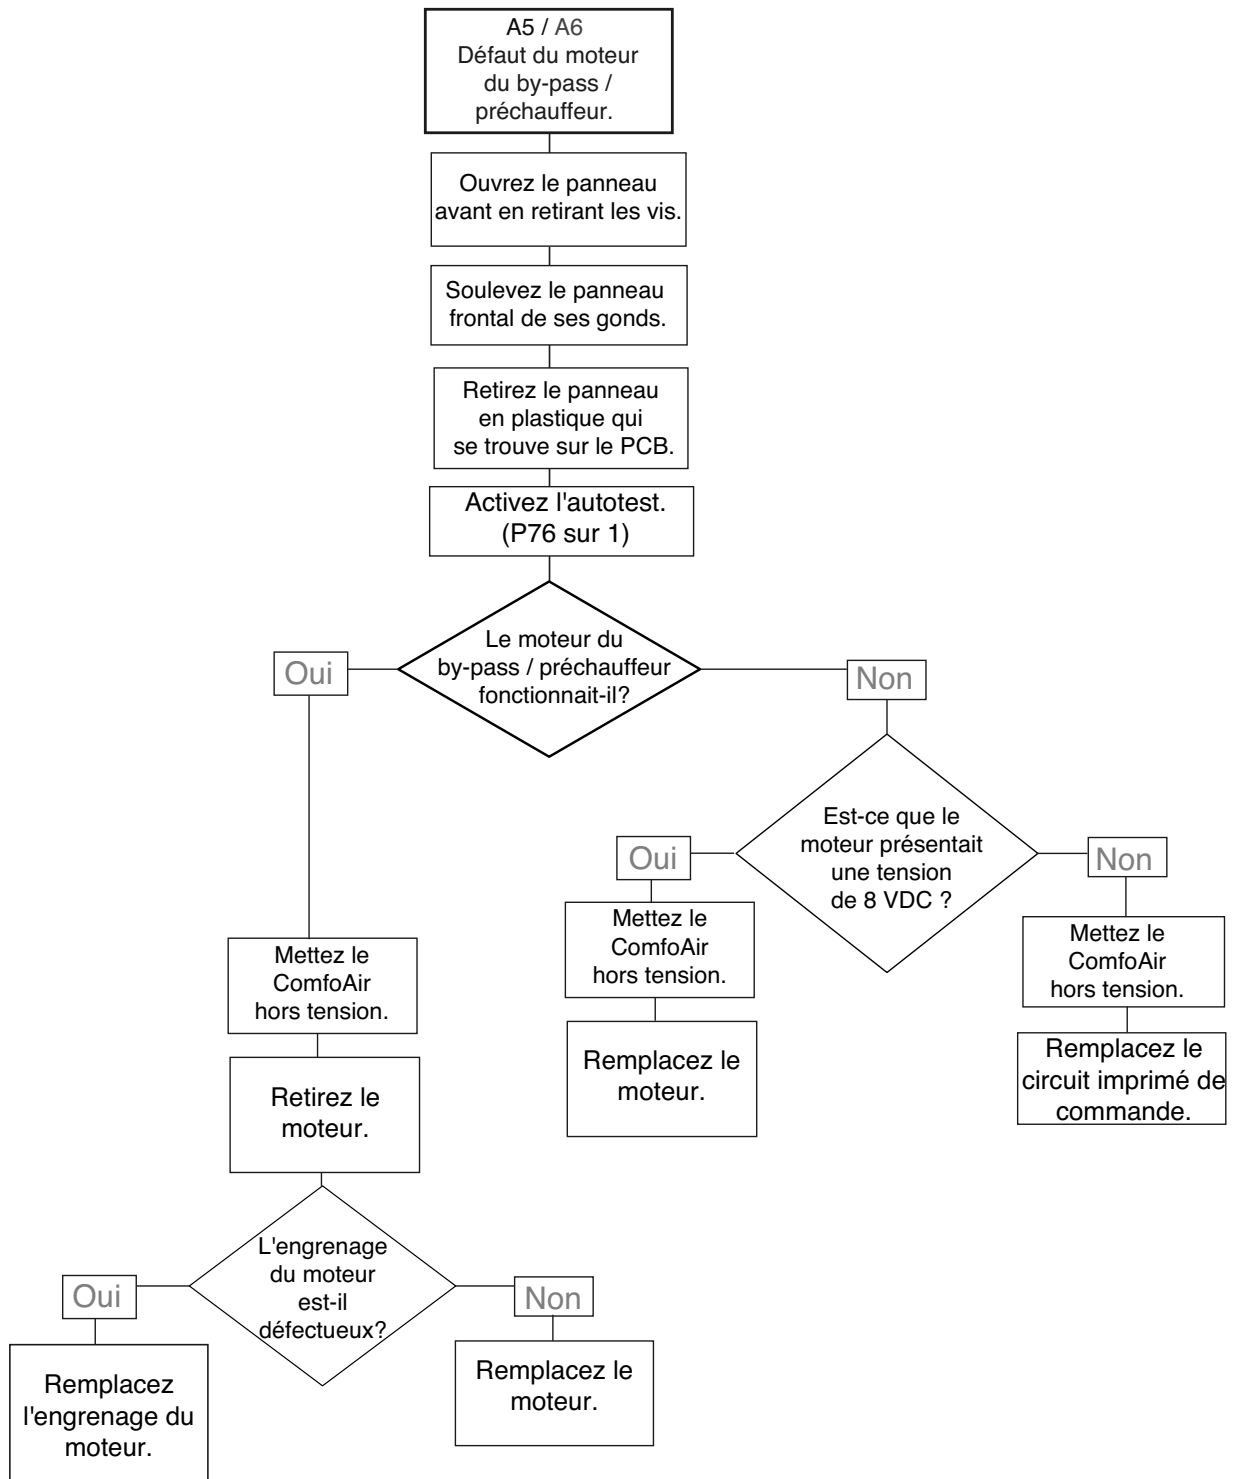 A5 / A6
Défaut du moteur
du by-pass /
préchauffeur.
Ouvrez le panneau
avant en retirant les vis.
Soulevez le panneau
frontal de ses gonds.
Retirez le panneau
en plastique qui
se trouve sur le PCB.
Activez l'autotest.
(P76 sur 1)
Le moteur du
by-pass / préchauffeur
fonctionnait-il?
Oui
Non
Est-ce que le
moteur présentait
une tension
de 8 VDC ?
Oui
Non
Mettez le
ComfoAir
hors tension.
Remplacez le
moteur.
Mettez le
ComfoAir
hors tension.
Remplacez le
circuit imprimé de
commande.
Mettez le
ComfoAir
hors tension.
Retirez le
moteur.
L'engrenage
du moteur
est-il
défectueux?
Oui
Non
Remplacez
l'engrenage du
moteur.
Remplacez le
moteur.